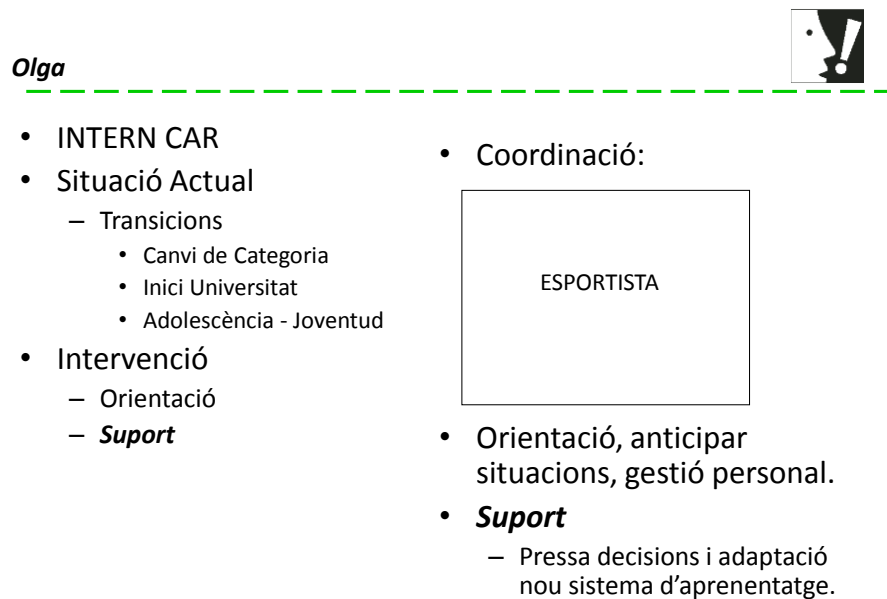 Olga
• INTERN CAR
• Situació Actual
– Transicions
• Canvi de Categoria
• Inici Universitat
• Adolescència - Joventud
• Intervenció
– Orientació
– Suport
• Coordinació:
ESPORTISTA
• Orientació, anticipar
situacions, gestió personal.
• Suport
– Pressa decisions i adaptació
nou sistema d'aprenentatge.